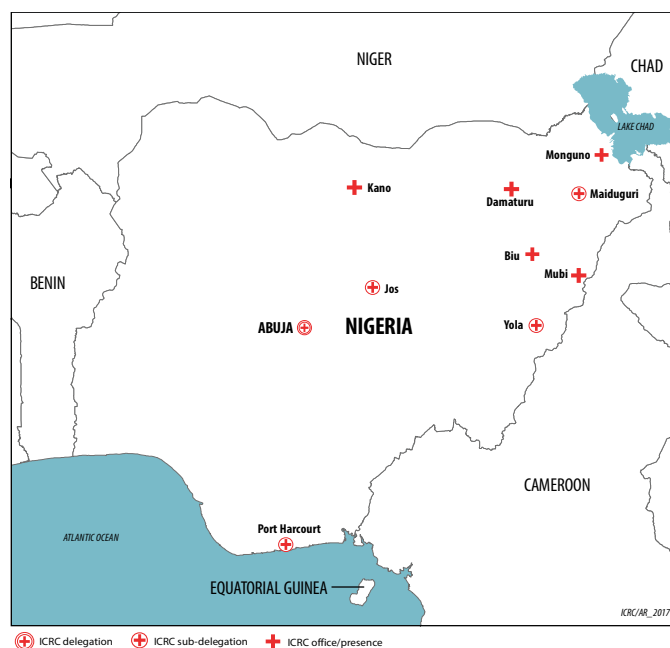 NIGER
CHAD
LAKE CHAD
Monguno
Kano
Damaturu
Maiduguri
Biu
Mubi
BENIN
Jos
ABUJA
NIGERIA
Yola
CAMEROON
Port Harcourt
ATLANTIC OCEAN
EQUATORIAL GUINEA
ICRC/AR_2017
ICRC delegation
ICRC sub-delegation
ICRC office/presence